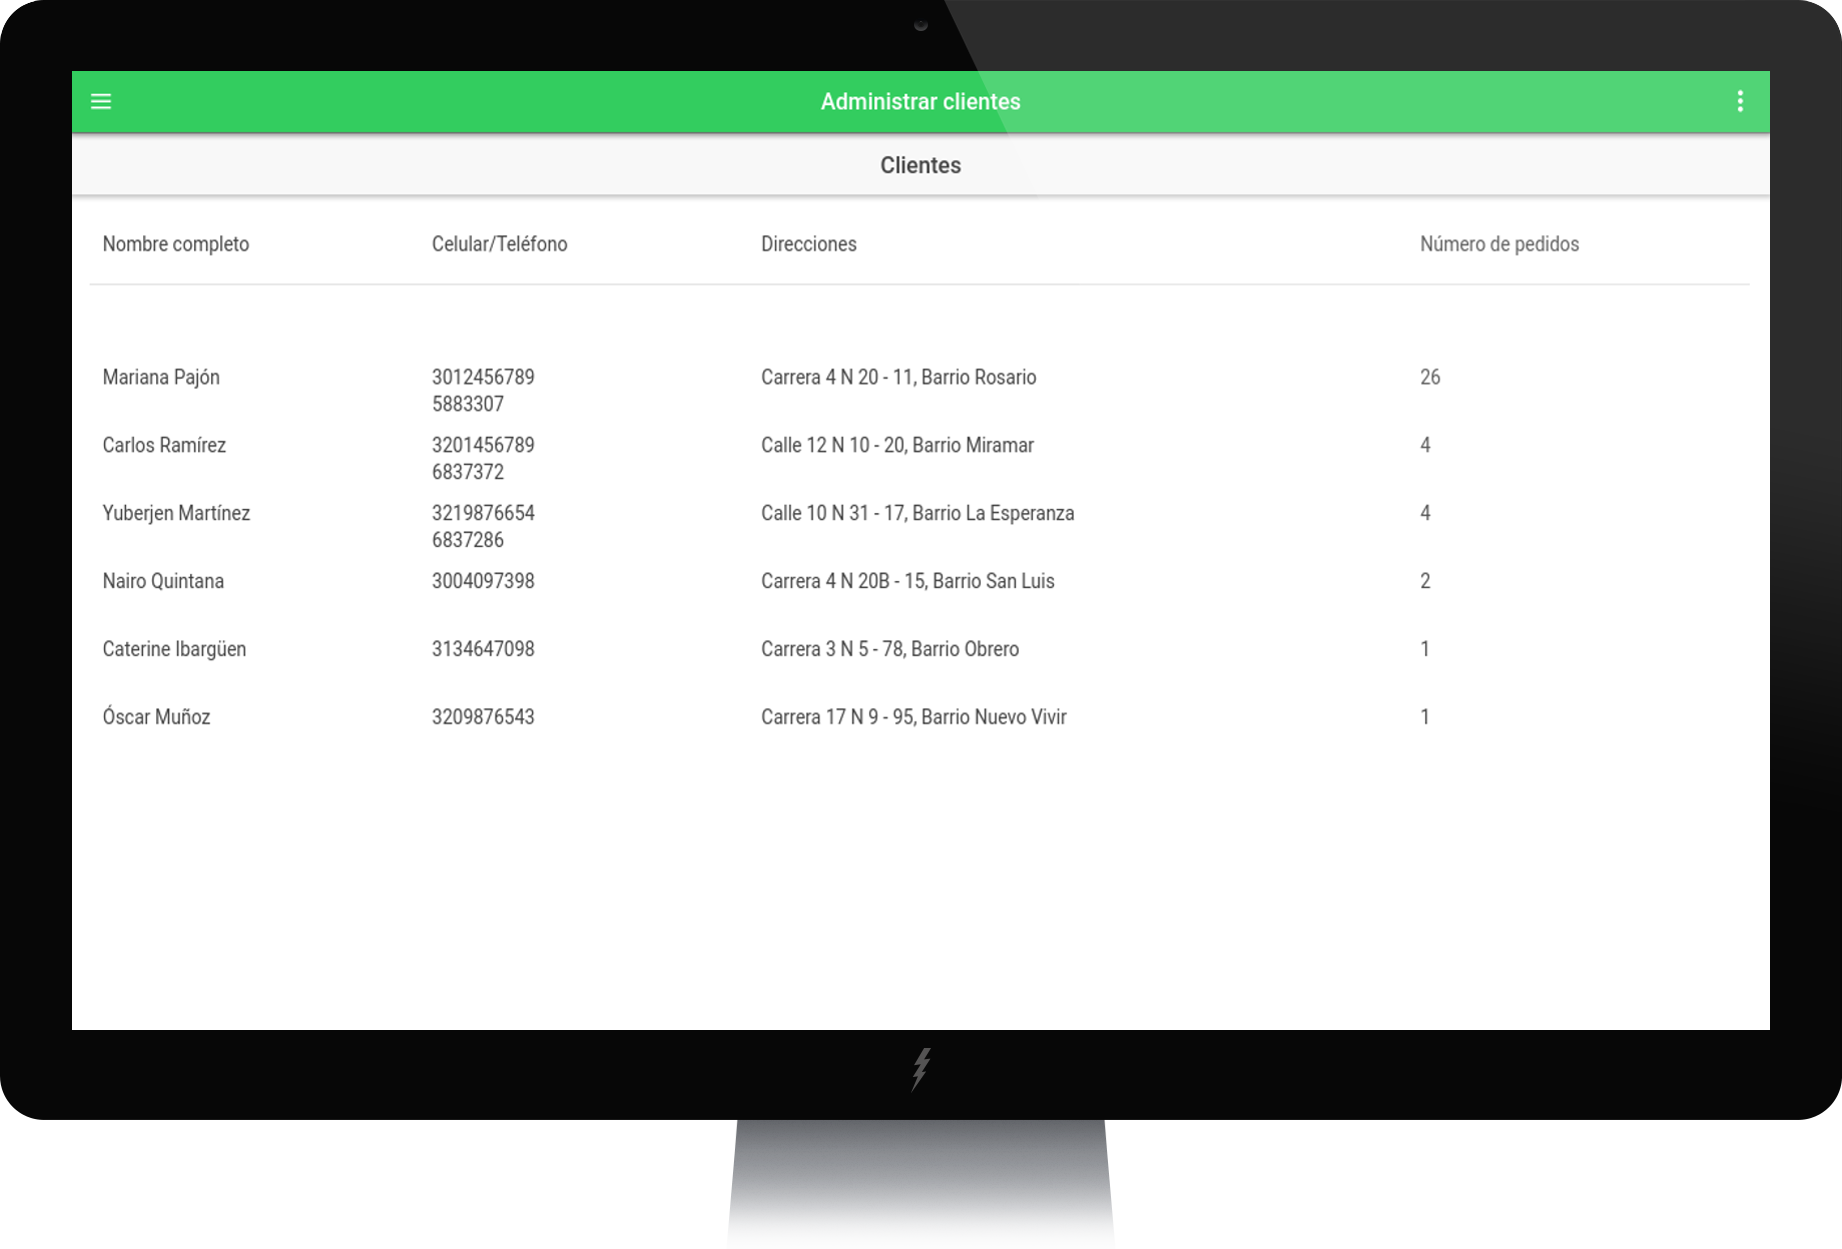 Administrar clientes
Clientes
Nombre completo Celular/Teléfono Direcciones Número de pedidos
Mariana Pajón 3012456789 Carrera 4 N 20 - 11, Barrio Rosario 26
5883307
Carlos Ramírez 3201456789 Calle 12 N 10 - 20, Barrio Miramar 4
6837372
Yuberjen Martínez 3219876654 Calle 10 N 31 - 17, Barrio La Esperanza 4
6837286
Nairo Quintana 3004097398 Carrera 4 N 20B - 15, Barrio San Luis 2
Caterine Ibargüen 3134647098 Carrera 3 N 5 - 78, Barrio Obrero 1
Óscar Muñoz 3209876543 Carrera 17 N 9 - 95, Barrio Nuevo Vivir 1